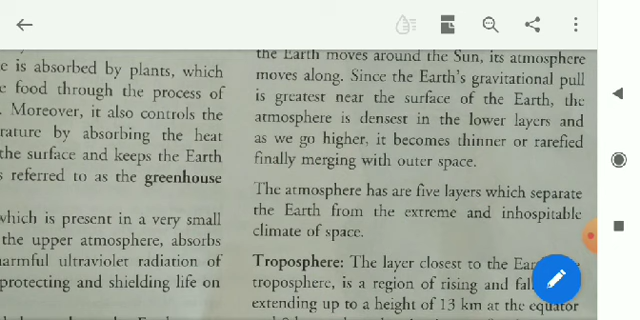 e is absorbed by plants, which
e food through the process of
. Moreover, it also controls the
rature by absorbing the heat
the surface and keeps the Earth
s referred to as the greenhouse
which is present in a very small
the upper atmosphere, absorbs
armful ultraviolet radiation of
protecting and shielding life on
the Earth moves around the Sun, its atmosphere
moves along. Since the Earth's gravitational pull
is greatest near the surface of the Earth, the
atmosphere is densest in the lower layers and
as we go higher, it becomes thinner or rarefied
finally merging with outer space.
The atmosphere has are five layers which separate
the Earth from the extreme and inhospitable
climate of space.
Troposphere: The layer closest to the
troposphere, is a region of rising and
extending up to a height of 13 km at the equator